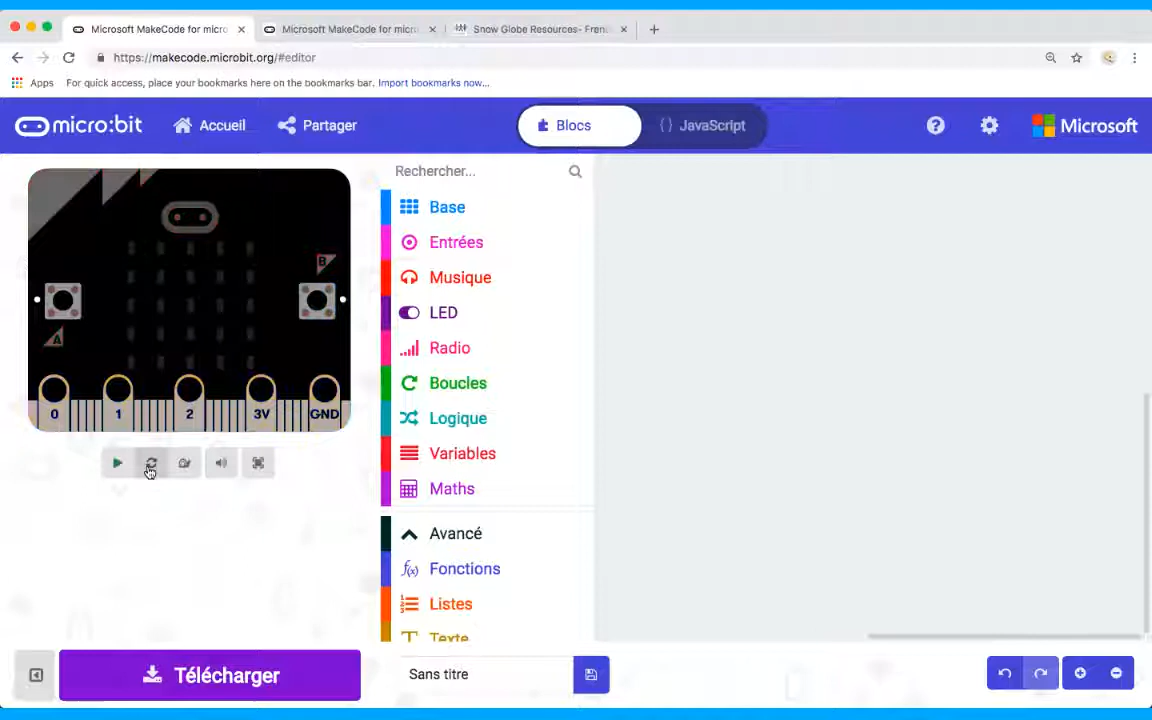 Microsoft MakeCode for micro
Microsoft MakeCode for micro
Snow Globe Resources- Fren
https://makecode.microbit.org/#editor
Apps For quick access, place your bookmarks here on the bookmarks bar. Import bookmarks now...
micro:bit Accueil Partager Blocs {} JavaScript ? Microsoft
Rechercher...
Base
Entrées
Musique
LED
Radio
Boucles
Logique
Variables
Maths
Avancé
f(x) Fonctions
Listes
Texte
B
A
0 1 2 3V GND
Télécharger
Sans titre